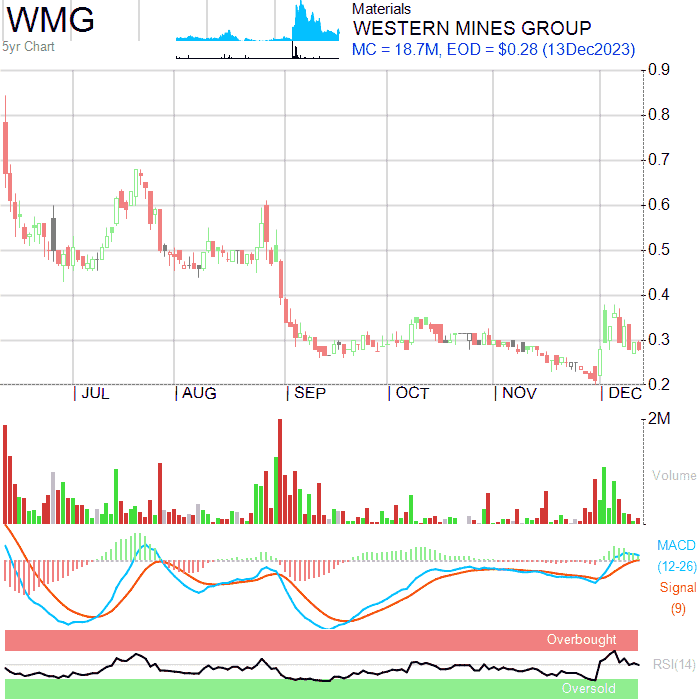 WMG
5yr Chart
Materials
WESTERN MINES GROUP
MC = 18.7M, EOD = $0.28 (13Dec2023)
0.9
0.8
0.7
0.6
0.5
0.4
0.3
0.2
JUL AUG SEP OCT NOV DEC
2M
Volume
MACD
(12-26)
Signal
(9)
Overbought
RSI(14)
Oversold